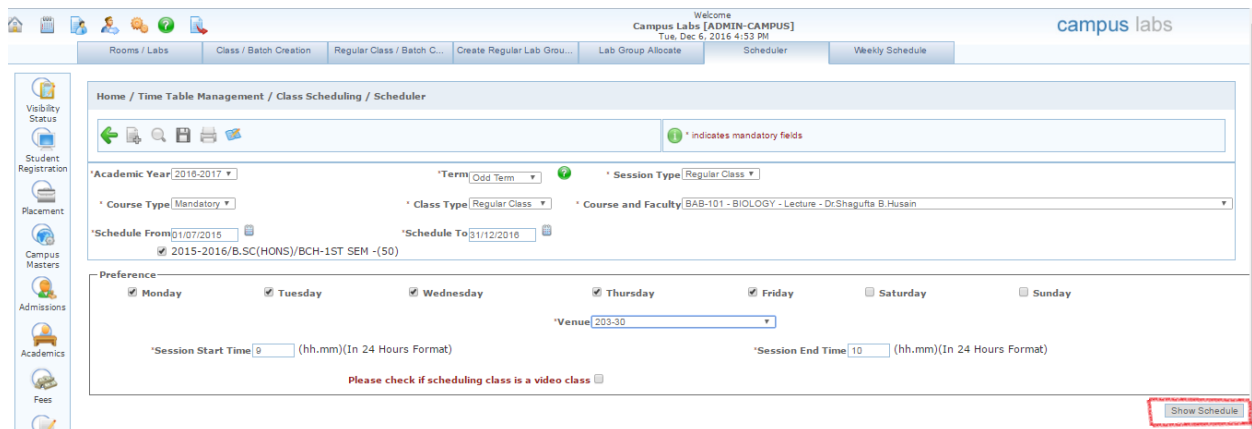 Welcome
Campus Labs [ADMIN-CAMPUS]
Tue, Dec 6, 2016 4:53 PM
campus labs
Rooms / Labs Class / Batch Creation Regular Class / Batch C... Create Regular Lab Grou... Lab Group Allocate Scheduler Weekly Schedule
Visibility
Status
Student
Registration
Placement
Campus
Masters
Admissions
Academics
Fees
Home / Time Table Management / Class Scheduling / Scheduler
* indicates mandatory fields
*Academic Year 2016-2017 *Term Odd Term * Session Type Regular Class
* Course Type Mandatory * Class Type Regular Class * Course and Faculty BAB-101 - BIOLOGY - Lecture - Dr.Shagufta B.Husain
*Schedule From 01/07/2015 *Schedule To 31/12/2016
2015-2016/B.SC(HONS)/BCH-1ST SEM -(50)
Preference
Monday Tuesday Wednesday Thursday Friday Saturday Sunday
*Venue 203-30
*Session Start Time 9 (hh.mm)(In 24 Hours Format) *Session End Time 10 (hh.mm)(In 24 Hours Format)
Please check if scheduling class is a video class
Show Schedule